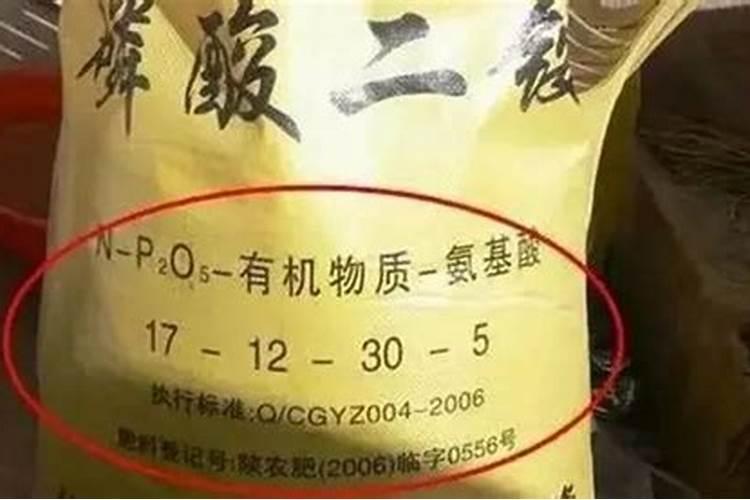 磷酸二铵
N-P₂O₅-有机物质-氨基酸
17 - 12 - 30 - 5
执行标准:Q/CGYZ004-2006
肥料登记号:陕农肥(2006)临字0556号